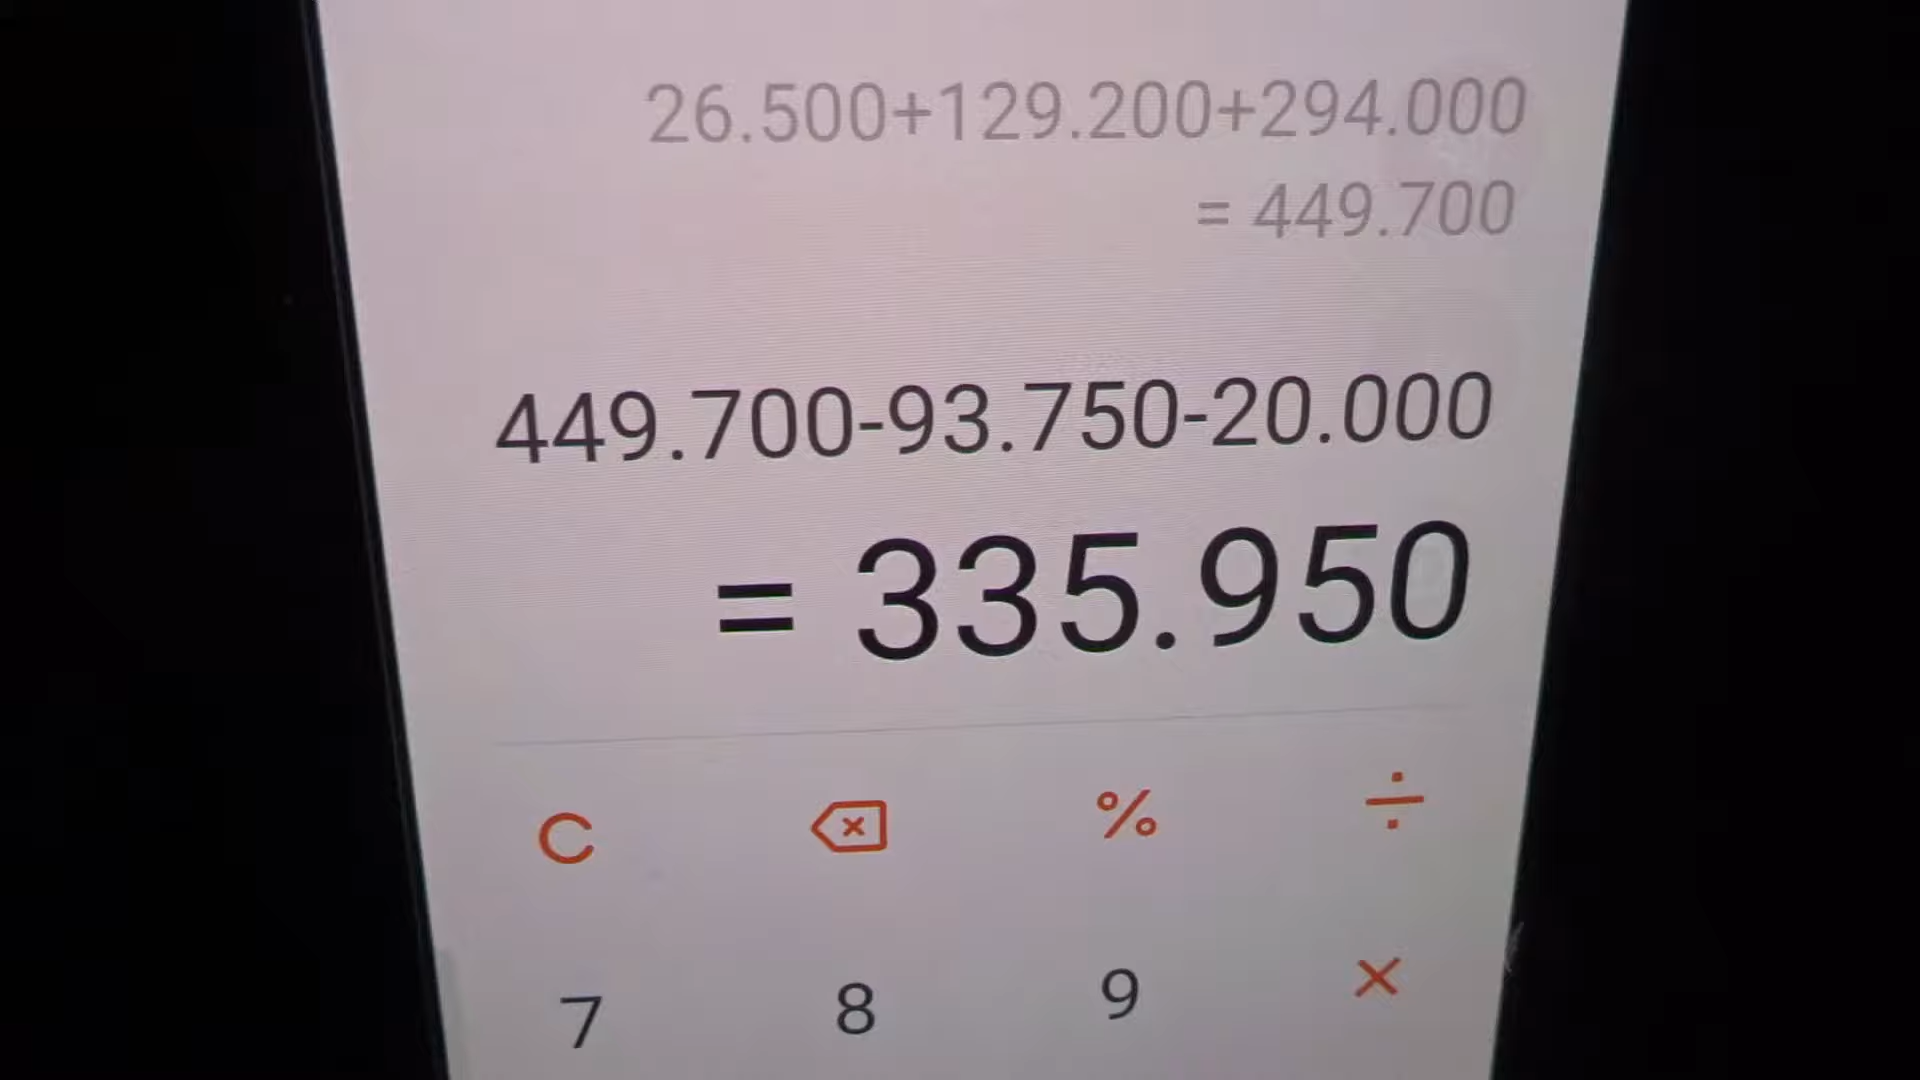 26.500+129.200+294.000
= 449.700
449.700-93.750-20.000
= 335.950
C % ÷
7 8 9 ×